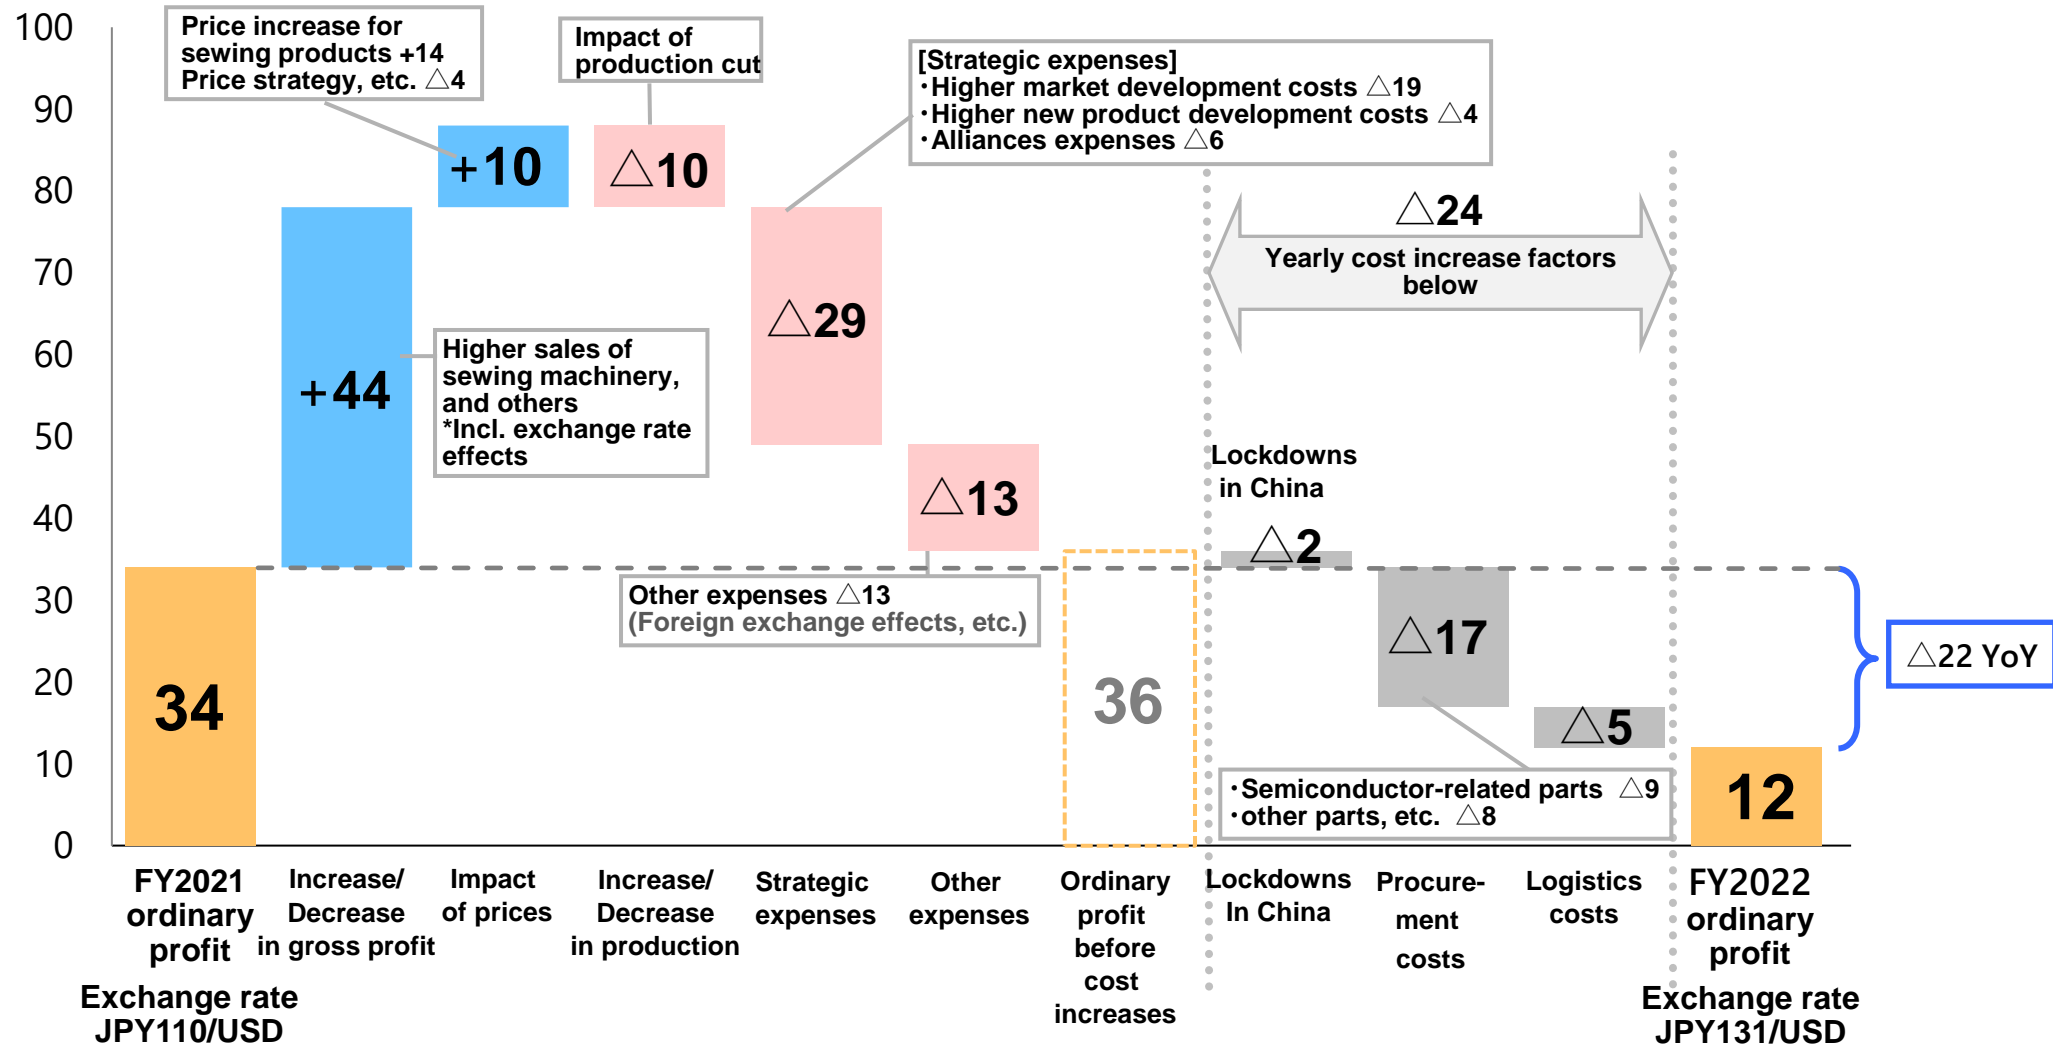 100
90
80
70
60
50
40
30
20
10
0
Price increase for
sewing products +14
Price strategy, etc. △4
Impact of
production cut
[Strategic expenses]
・Higher market development costs △19
・Higher new product development costs △4
・Alliances expenses △6
+10
△10
△24
Yearly cost increase factors
below
△29
+44
Higher sales of
sewing machinery,
and others
*Incl. exchange rate
effects
△13
Lockdowns
in China
△2
Other expenses △13
(Foreign exchange effects, etc.)
34
36
△17
△5
△22 YoY
・Semiconductor-related parts △9
・other parts, etc. △8
12
FY2021
ordinary
profit
Increase/
Decrease
in gross profit
Impact
of prices
Increase/
Decrease
in production
Strategic
expenses
Other
expenses
Ordinary
profit
before
cost
increases
Lockdowns
In China
Procure-
ment
costs
Logistics
costs
FY2022
ordinary
profit
Exchange rate
JPY110/USD
Exchange rate
JPY131/USD